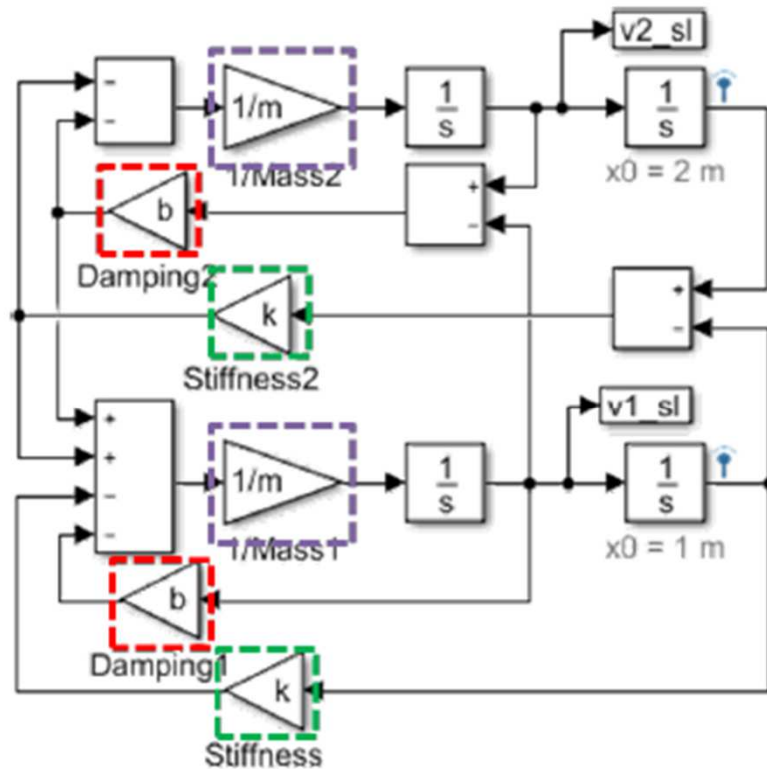 v2_sl
-
-
1/m
1
s
1
s
1/Mass2
x0 = 2 m
+
-
b
Damping2
+
-
k
Stiffness2
v1_sl
+
+
-
-
1/m
1
s
1
s
1/Mass1
x0 = 1 m
b
Damping1
k
Stiffness